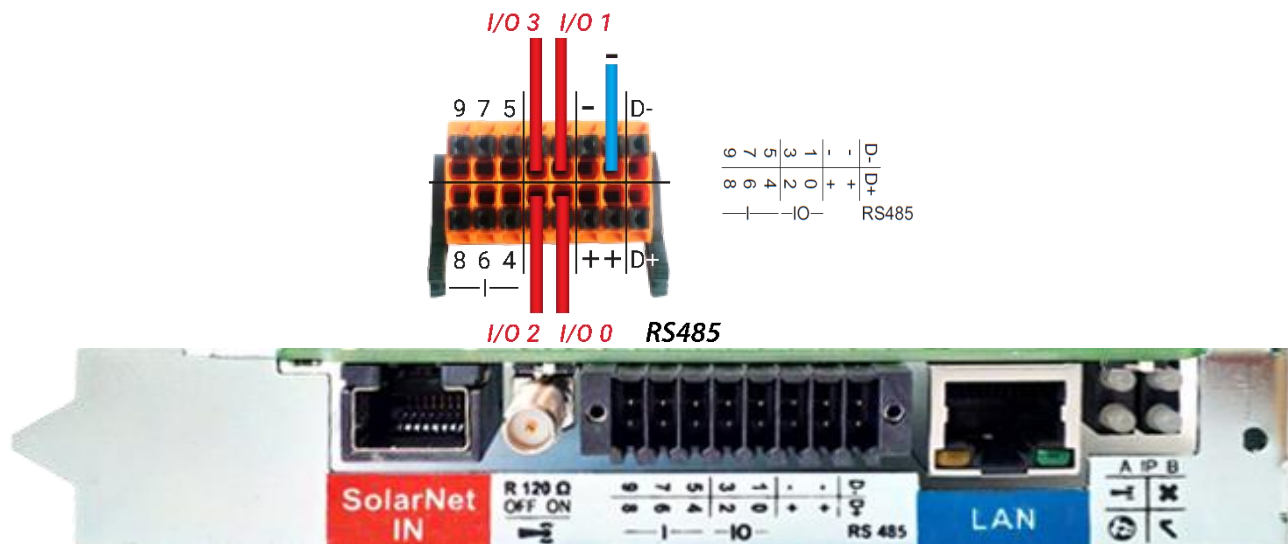 I/O 3 I/O 1
-
9 7 5 - D-
8 6 4 ++ D+
I
I/O 2 I/O 0 RS485
9 7 5 3 1 - - D-
8 6 4 2 0 + + D+
I IO RS485
SolarNet
IN
R 120 Ω
OFF ON
9 7 5 3 1 - - D-
8 6 4 2 0 + + D+
I IO RS 485
LAN
A IP B